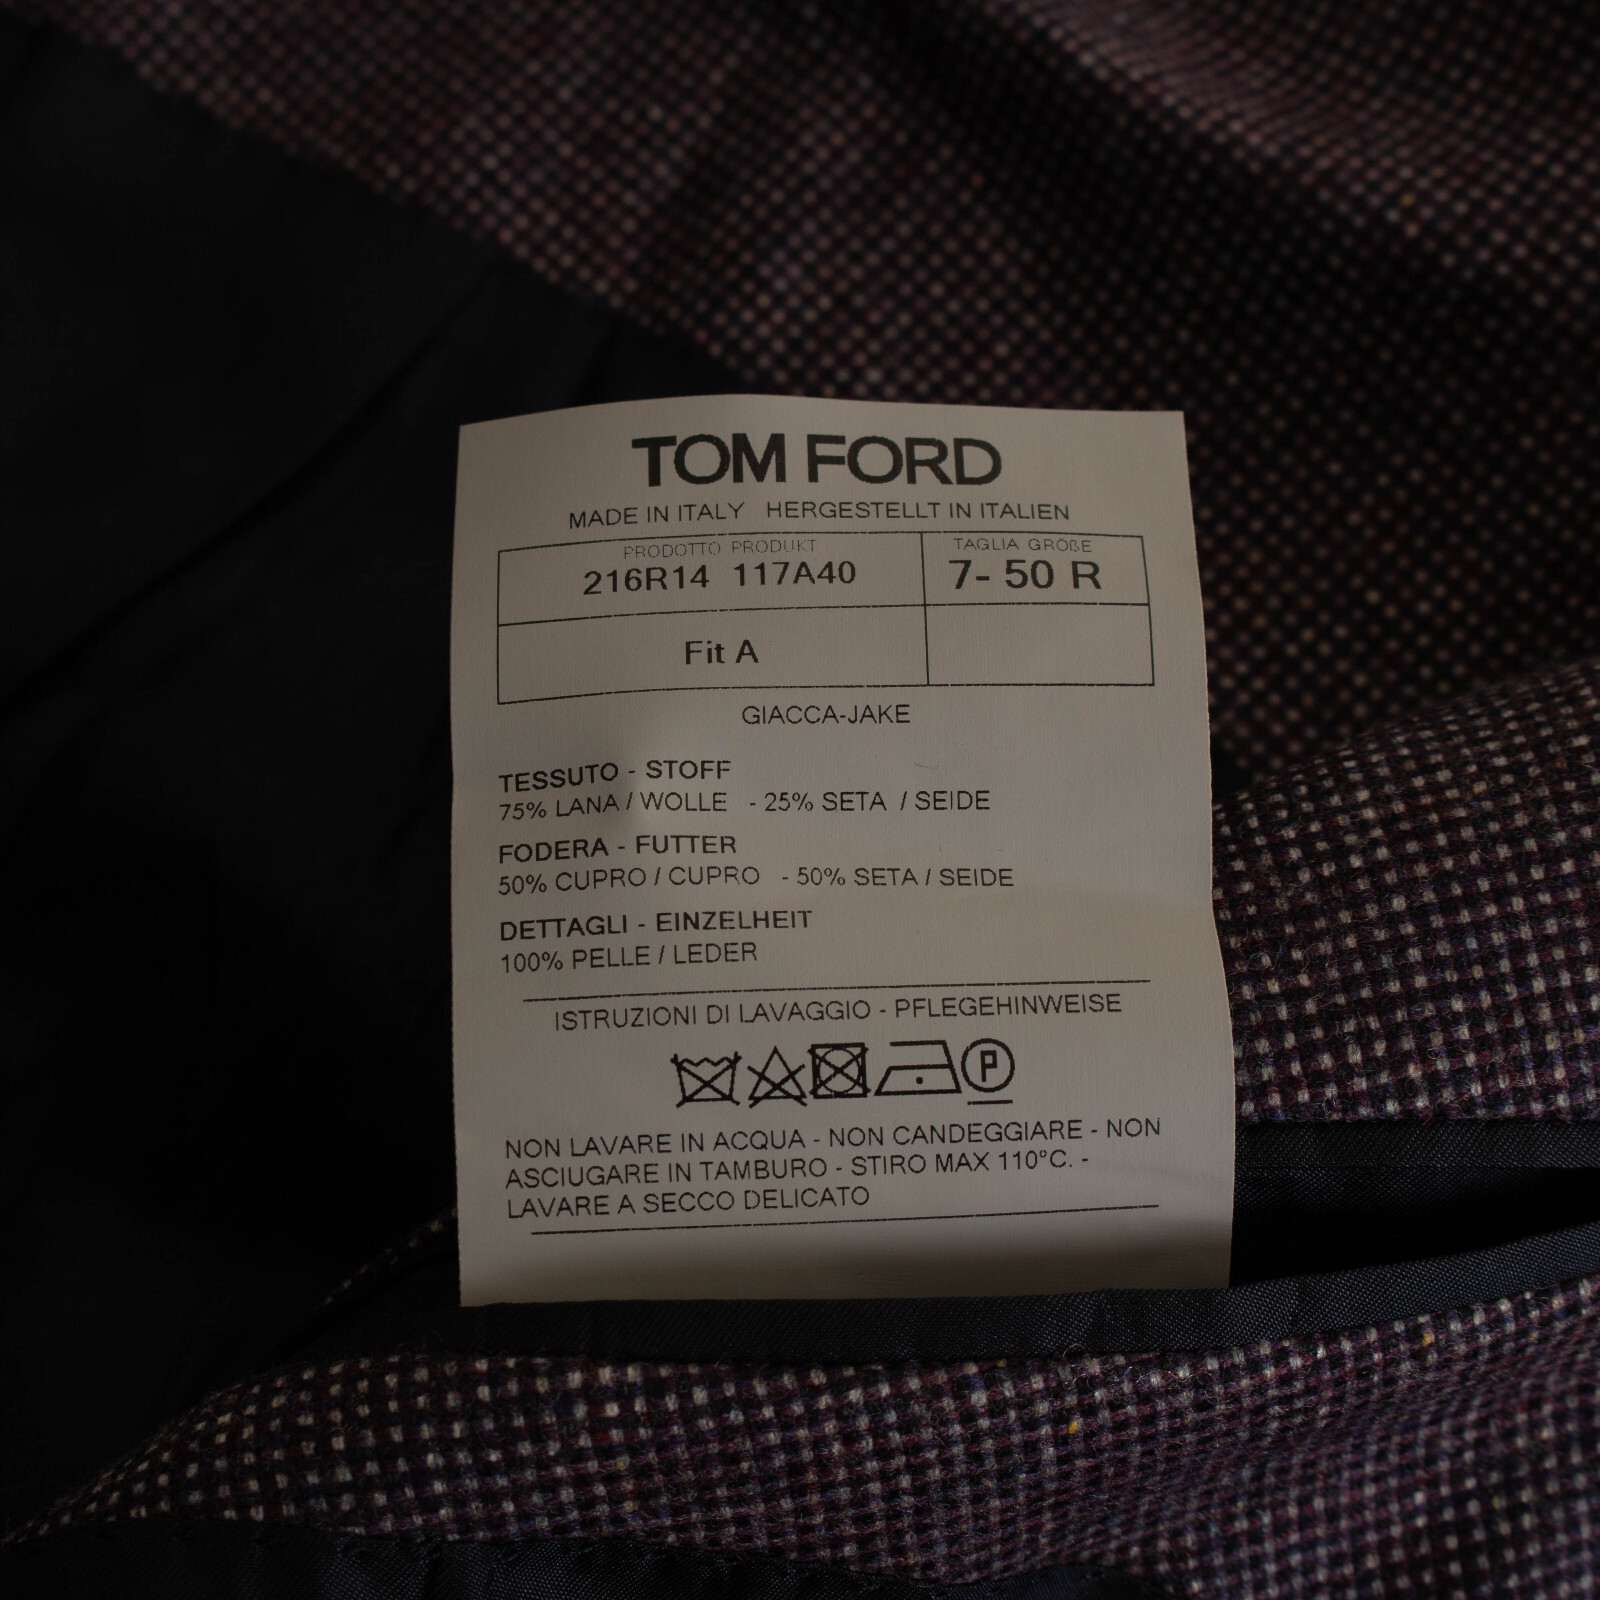 TOM FORD
MADE IN ITALY HERGESTELLT IN ITALIEN
PRODOTTO PRODUKT TAGLIA GRÖßE
216R14 117A40 7- 50 R
Fit A
GIACCA-JAKE
TESSUTO - STOFF
75% LANA / WOLLE - 25% SETA / SEIDE
FODERA - FUTTER
50% CUPRO / CUPRO - 50% SETA / SEIDE
DETTAGLI - EINZELHEIT
100% PELLE / LEDER
ISTRUZIONI DI LAVAGGIO - PFLEGEHINWEISE
P
NON LAVARE IN ACQUA - NON CANDEGGIARE - NON
ASCIUGARE IN TAMBURO - STIRO MAX 110°C. -
LAVARE A SECCO DELICATO